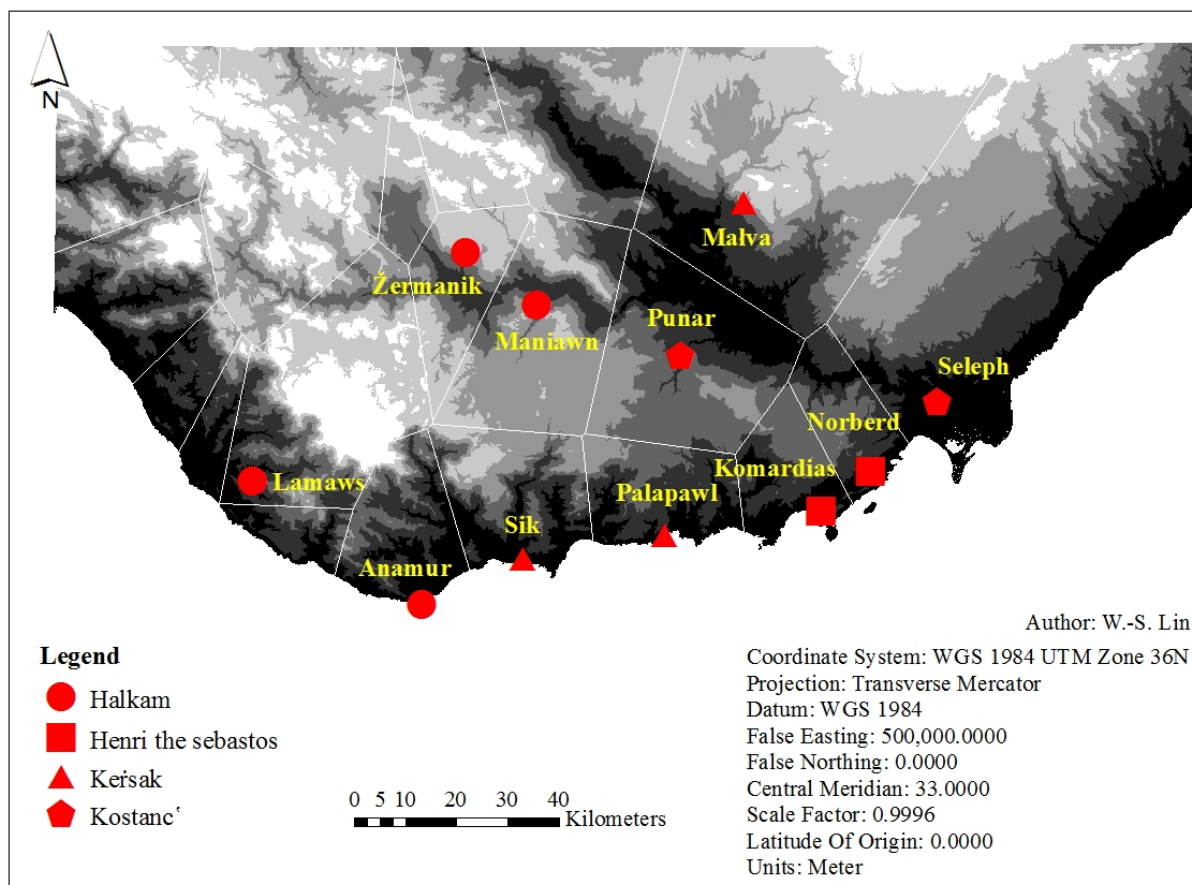 N
Žermanik
Maniawn
Małva
Punar
Seleph
Norberd
Komardias
Palapawl
Lamaws
Sik
Anamur
Author: W.-S. Lin
Legend
Halkam
Henri the sebastos
Keṙsak
Kostancʿ
0 5 10 20 30 40
Kilometers
Coordinate System: WGS 1984 UTM Zone 36N
Projection: Transverse Mercator
Datum: WGS 1984
False Easting: 500,000.0000
False Northing: 0.0000
Central Meridian: 33.0000
Scale Factor: 0.9996
Latitude Of Origin: 0.0000
Units: Meter